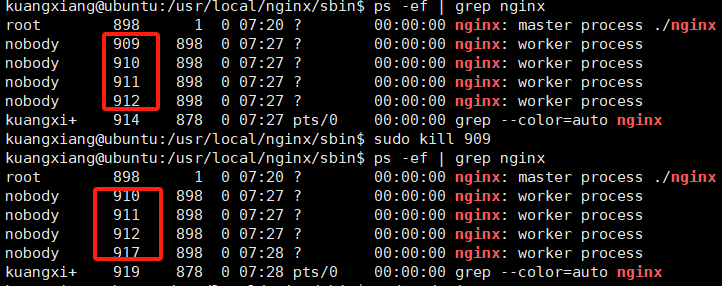 kuangxiang@ubuntu:/usr/local/nginx/sbin$ ps -ef | grep nginx
root 898 1 0 07:20 ? 00:00:00 nginx: master process ./nginx
nobody 909 898 0 07:27 ? 00:00:00 nginx: worker process
nobody 910 898 0 07:27 ? 00:00:00 nginx: worker process
nobody 911 898 0 07:27 ? 00:00:00 nginx: worker process
nobody 912 898 0 07:27 ? 00:00:00 nginx: worker process
kuangxi+ 914 878 0 07:27 pts/0 00:00:00 grep --color=auto nginx
kuangxiang@ubuntu:/usr/local/nginx/sbin$ sudo kill 909
kuangxiang@ubuntu:/usr/local/nginx/sbin$ ps -ef | grep nginx
root 898 1 0 07:20 ? 00:00:00 nginx: master process ./nginx
nobody 910 898 0 07:27 ? 00:00:00 nginx: worker process
nobody 911 898 0 07:27 ? 00:00:00 nginx: worker process
nobody 912 898 0 07:27 ? 00:00:00 nginx: worker process
nobody 917 898 0 07:28 ? 00:00:00 nginx: worker process
kuangxi+ 919 878 0 07:28 pts/0 00:00:00 grep --color=auto nginx